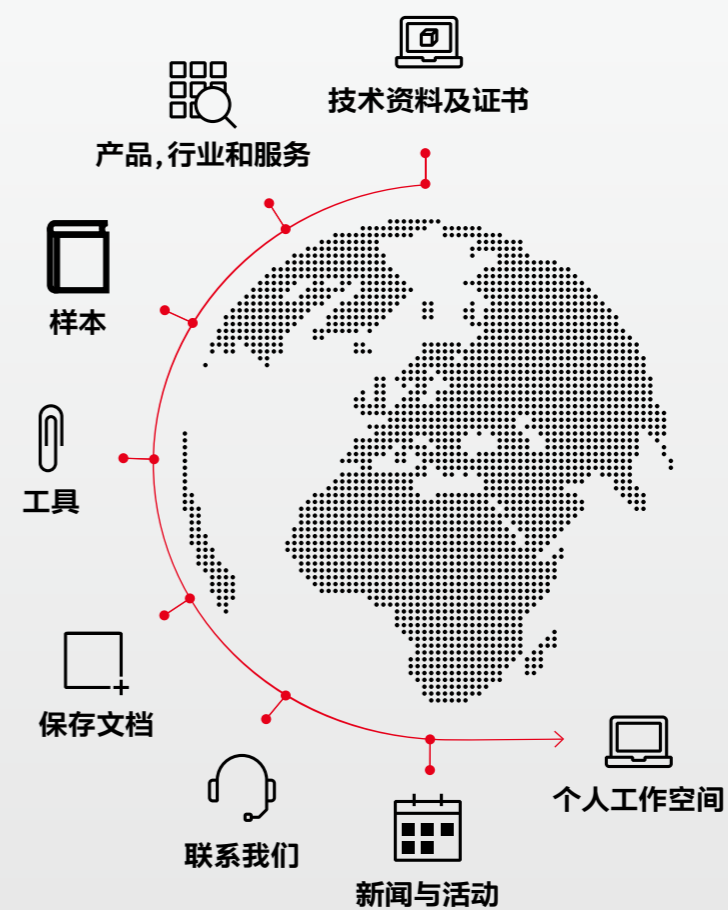 技术资料及证书
产品，行业和服务
样本
工具
保存文档
个人工作空间
联系我们
新闻与活动